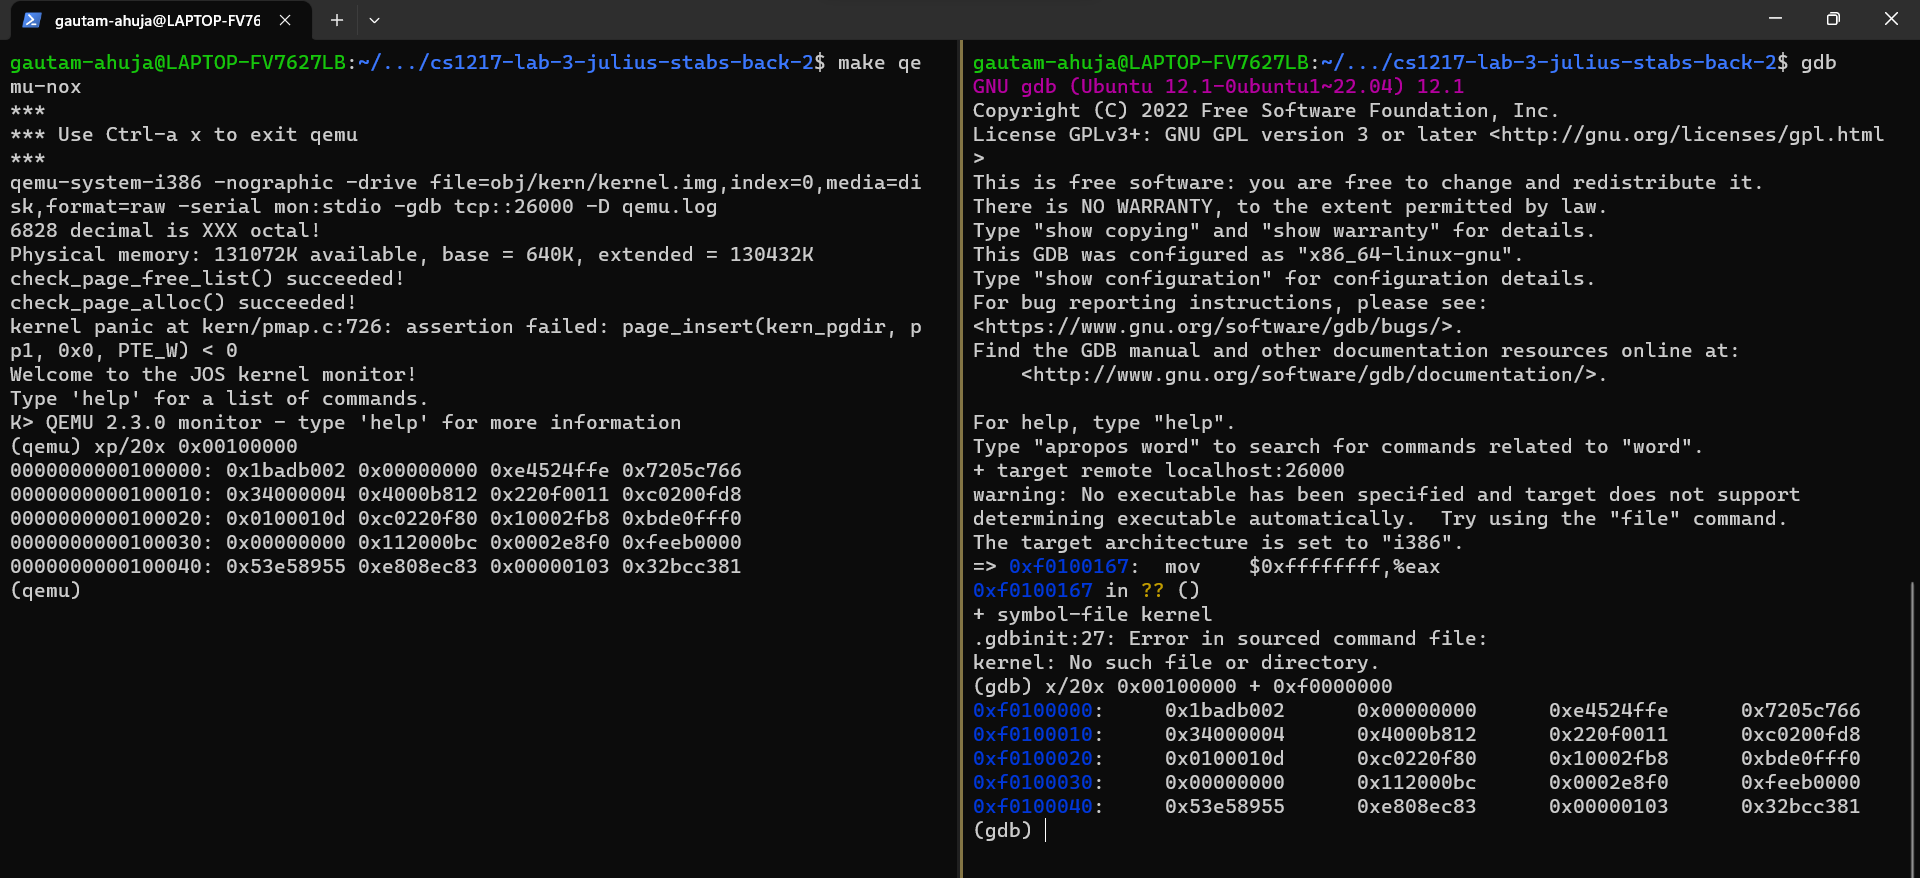 gautam-ahuja@LAPTOP-FV76
gautam-ahuja@LAPTOP-FV7627LB:~/.../cs1217-lab-3-julius-stabs-back-2$ make qe
mu-nox
***
*** Use Ctrl-a x to exit qemu
***
qemu-system-i386 -nographic -drive file=obj/kern/kernel.img,index=0,media=di
sk,format=raw -serial mon:stdio -gdb tcp::26000 -D qemu.log
6828 decimal is XXX octal!
Physical memory: 131072K available, base = 640K, extended = 130432K
check_page_free_list() succeeded!
check_page_alloc() succeeded!
kernel panic at kern/pmap.c:726: assertion failed: page_insert(kern_pgdir, p
p1, 0x0, PTE_W) < 0
Welcome to the JOS kernel monitor!
Type 'help' for a list of commands.
K> QEMU 2.3.0 monitor - type 'help' for more information
(qemu) xp/20x 0x00100000
0000000000100000: 0x1badb002 0x00000000 0xe4524ffe 0x7205c766
0000000000100010: 0x34000004 0x4000b812 0x220f0011 0xc0200fd8
0000000000100020: 0x0100010d 0xc0220f80 0x10002fb8 0xbde0fff0
0000000000100030: 0x00000000 0x112000bc 0x0002e8f0 0xfeeb0000
0000000000100040: 0x53e58955 0xe808ec83 0x00000103 0x32bcc381
(qemu)
gautam-ahuja@LAPTOP-FV7627LB:~/.../cs1217-lab-3-julius-stabs-back-2$ gdb
GNU gdb (Ubuntu 12.1-0ubuntu1~22.04) 12.1
Copyright (C) 2022 Free Software Foundation, Inc.
License GPLv3+: GNU GPL version 3 or later <http://gnu.org/licenses/gpl.html
>
This is free software: you are free to change and redistribute it.
There is NO WARRANTY, to the extent permitted by law.
Type "show copying" and "show warranty" for details.
This GDB was configured as "x86_64-linux-gnu".
Type "show configuration" for configuration details.
For bug reporting instructions, please see:
<https://www.gnu.org/software/gdb/bugs/>.
Find the GDB manual and other documentation resources online at:
    <http://www.gnu.org/software/gdb/documentation/>.
For help, type "help".
Type "apropos word" to search for commands related to "word".
+ target remote localhost:26000
warning: No executable has been specified and target does not support
determining executable automatically.  Try using the "file" command.
The target architecture is set to "i386".
=> 0xf0100167:  mov    $0xffffffff,%eax
0xf0100167 in ?? ()
+ symbol-file kernel
.gdbinit:27: Error in sourced command file:
kernel: No such file or directory.
(gdb) x/20x 0x00100000 + 0xf0000000
0xf0100000:     0x1badb002      0x00000000      0xe4524ffe      0x7205c766
0xf0100010:     0x34000004      0x4000b812      0x220f0011      0xc0200fd8
0xf0100020:     0x0100010d      0xc0220f80      0x10002fb8      0xbde0fff0
0xf0100030:     0x00000000      0x112000bc      0x0002e8f0      0xfeeb0000
0xf0100040:     0x53e58955      0xe808ec83      0x00000103      0x32bcc381
(gdb)